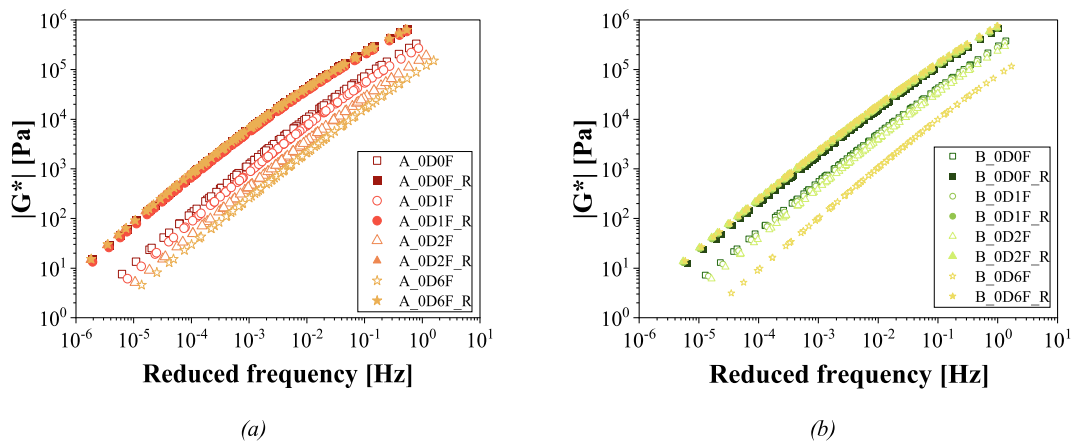 |G*| [Pa]
10^6
10^5
10^4
10^3
10^2
10^1
10^0
A_0D0F
A_0D0F_R
A_0D1F
A_0D1F_R
A_0D2F
A_0D2F_R
A_0D6F
A_0D6F_R
10^-6 10^-5 10^-4 10^-3 10^-2 10^-1 10^0 10^1
Reduced frequency [Hz]
(a)
|G*| [Pa]
10^6
10^5
10^4
10^3
10^2
10^1
10^0
B_0D0F
B_0D0F_R
B_0D1F
B_0D1F_R
B_0D2F
B_0D2F_R
B_0D6F
B_0D6F_R
10^-6 10^-5 10^-4 10^-3 10^-2 10^-1 10^0 10^1
Reduced frequency [Hz]
(b)